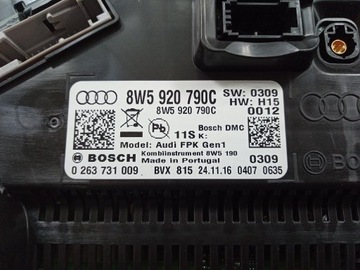 8W5 920 790C SW: 0309
8W5 920 790C HW: H15
0012
Pb 11S Bosch DMC
K:
Model: Audi FPK Gen1
BOSCH Kombiinstrument 8W5 190
Made in Portugal 0309
0 263 731 009 BVX 815 24.11.16 0407 0635